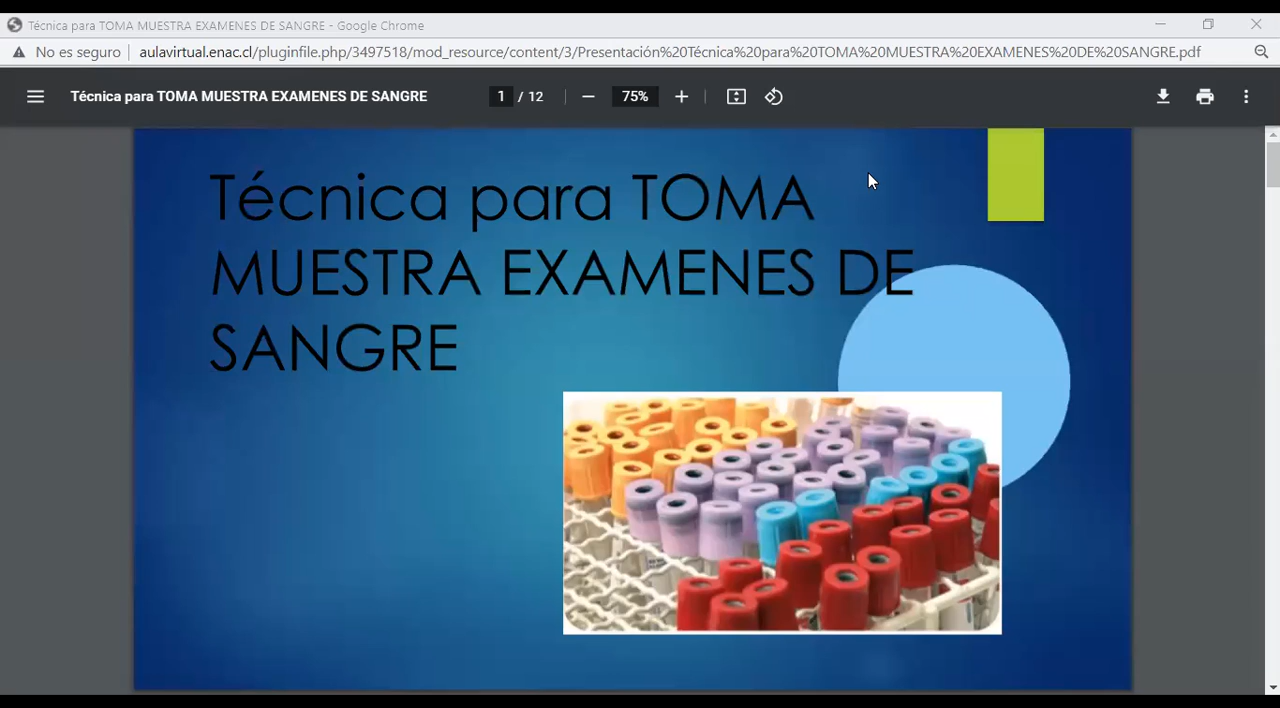 Técnica para TOMA MUESTRA EXAMENES DE SANGRE - Google Chrome
No es seguro | aulavirtual.enac.cl/pluginfile.php/3497518/mod_resource/content/3/Presentación%20Técnica%20para%20TOMA%20MUESTRA%20EXAMENES%20DE%20SANGRE.pdf
Técnica para TOMA MUESTRA EXAMENES DE SANGRE 1 / 12 75%
Técnica para TOMA
MUESTRA EXAMENES DE
SANGRE